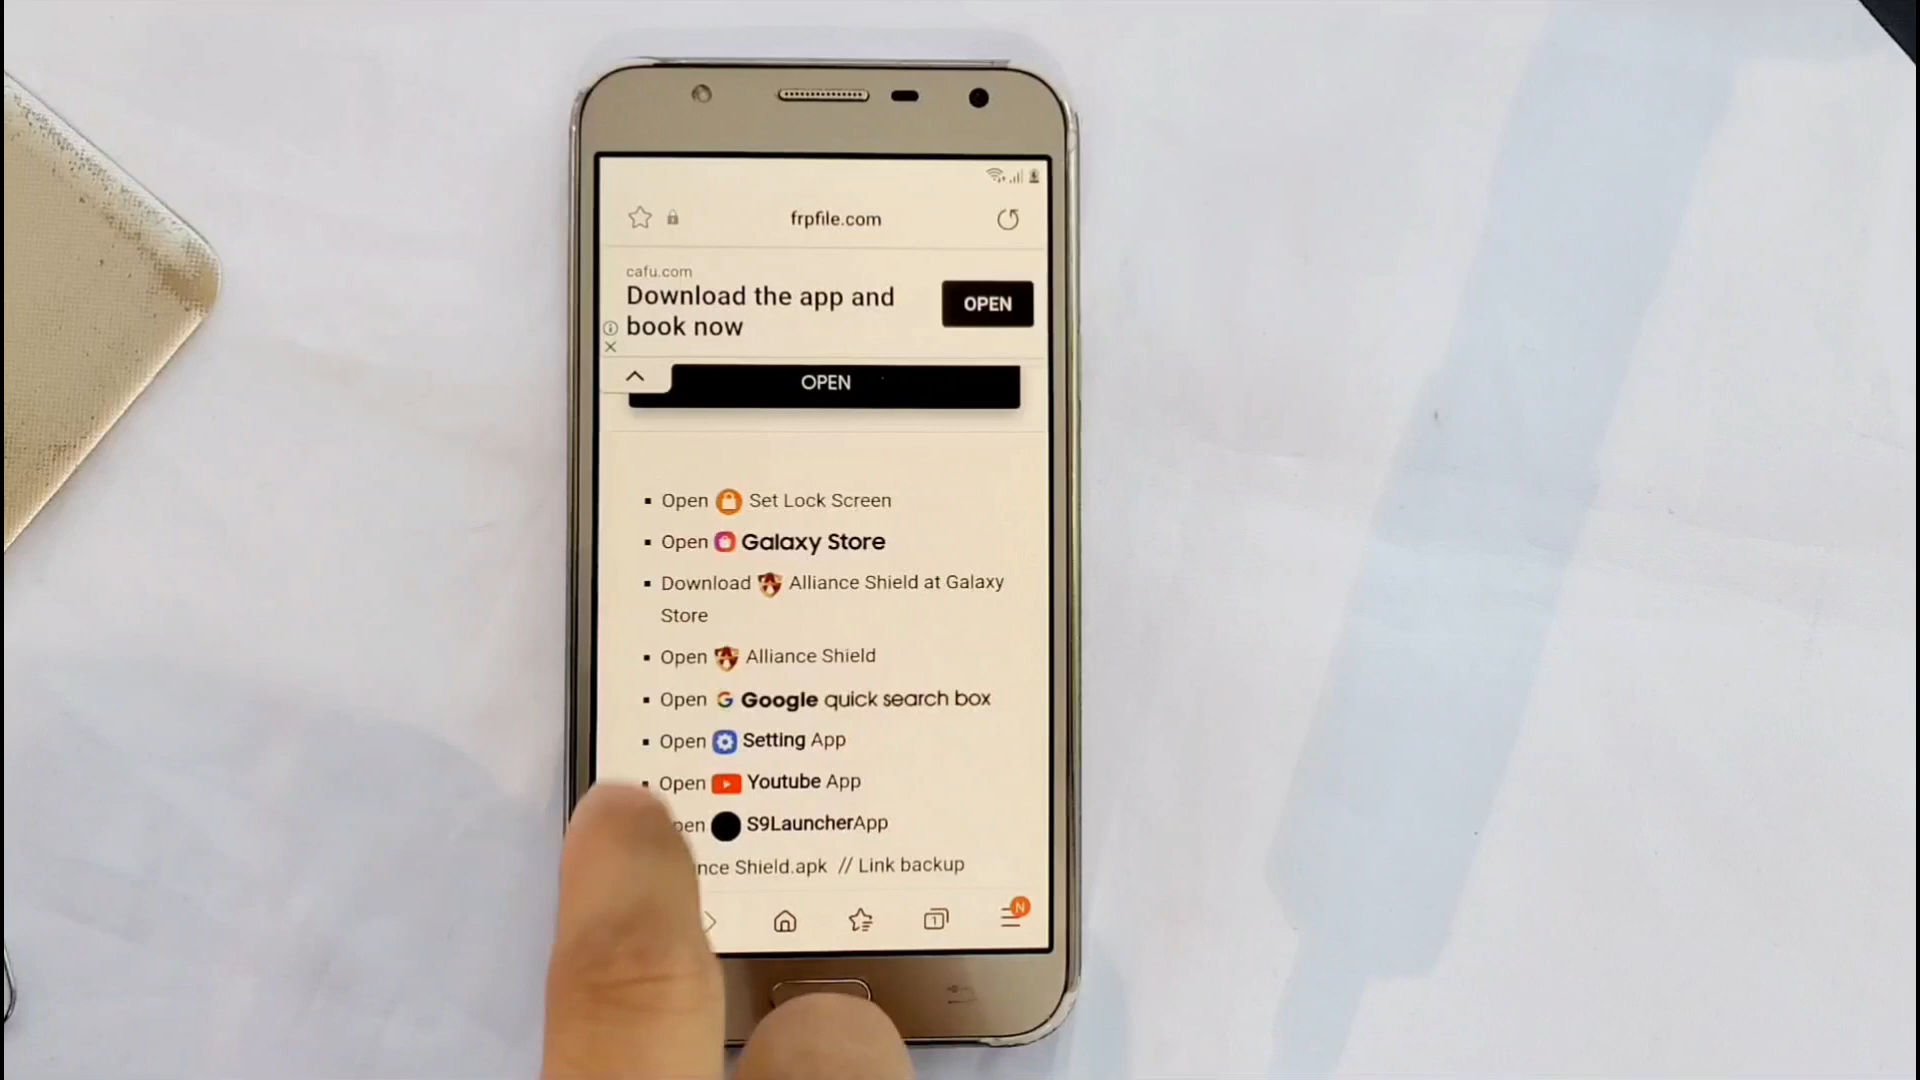 frpfile.com
cafu.com
Download the app and
book now
OPEN
OPEN
Open Set Lock Screen
Open Galaxy Store
Download Alliance Shield at Galaxy
Store
Open Alliance Shield
Open Google quick search box
Open Setting App
Open Youtube App
pen S9LauncherApp
nce Shield.apk // Link backup
1
N